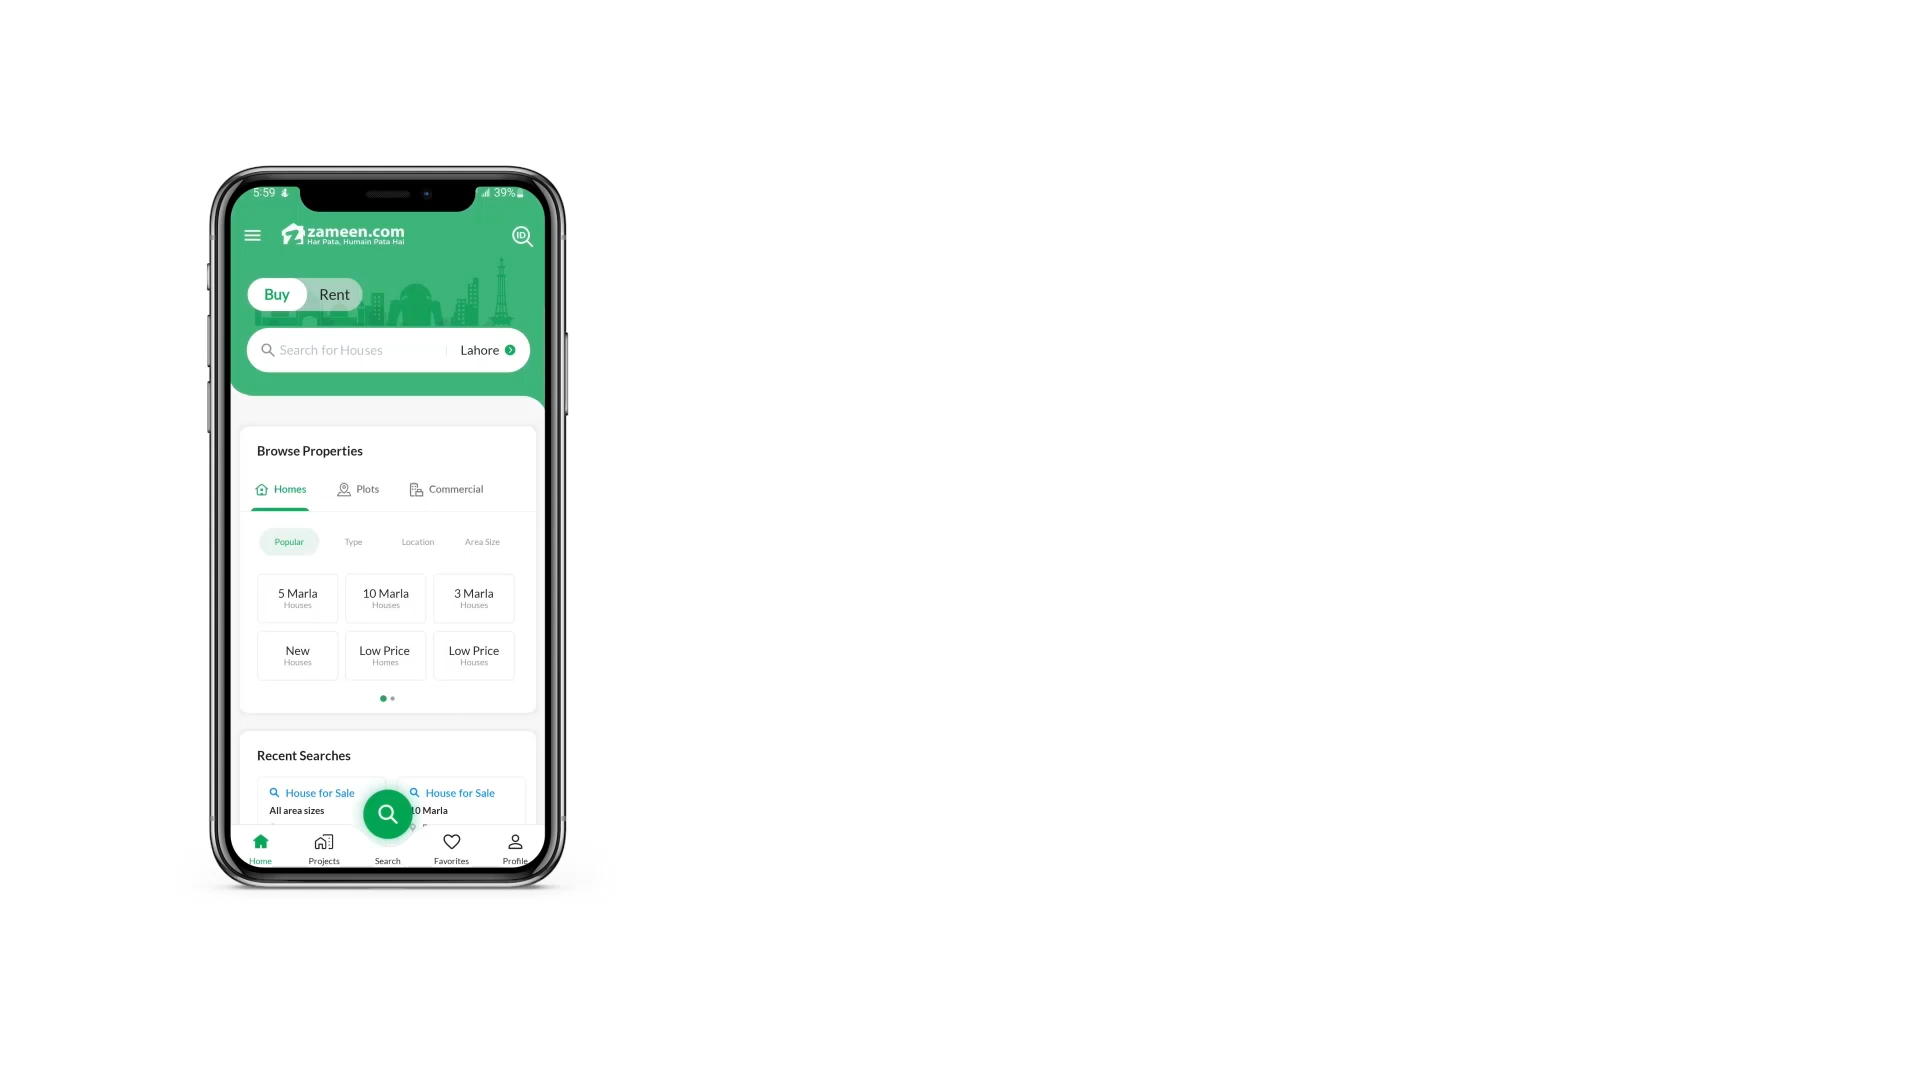 5:59
39%
zameen.com
Har Pata, Humain Pata Hai
ID
Buy Rent
Search for Houses Lahore
Browse Properties
Homes Plots Commercial
Popular Type Location Area Size
5 Marla 10 Marla 3 Marla
Houses Houses Houses
New Low Price Low Price
Houses Homes Houses
Recent Searches
House for Sale House for Sale
All area sizes 10 Marla
Home Projects Search Favorites Profile